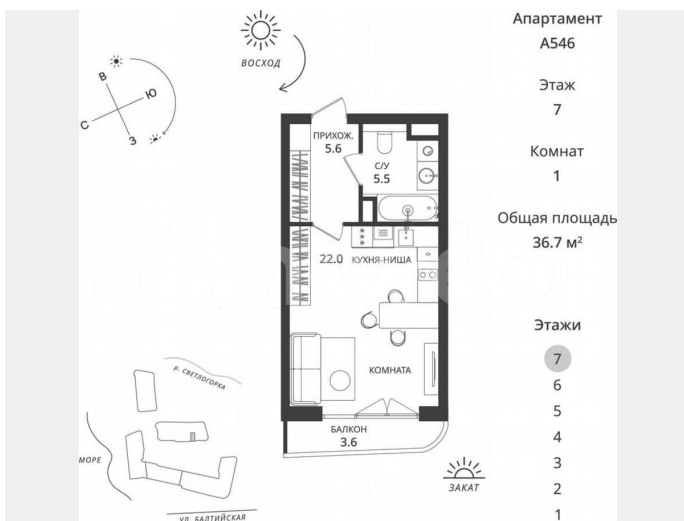 Апартамент
А546
Этаж
7
Комнат
1
Общая площадь
36.7 м²
Этажи
7
6
5
4
3
2
1
ВОСХОД
В
Ю
С
З
ПРИХОЖ.
5.6
С/У
5.5
22.0 КУХНЯ-НИША
КОМНАТА
БАЛКОН
3.6
ЗАКАТ
р. СВЕТЛОГОРКА
МОРЕ
УЛ. БАЛТИЙСКАЯ